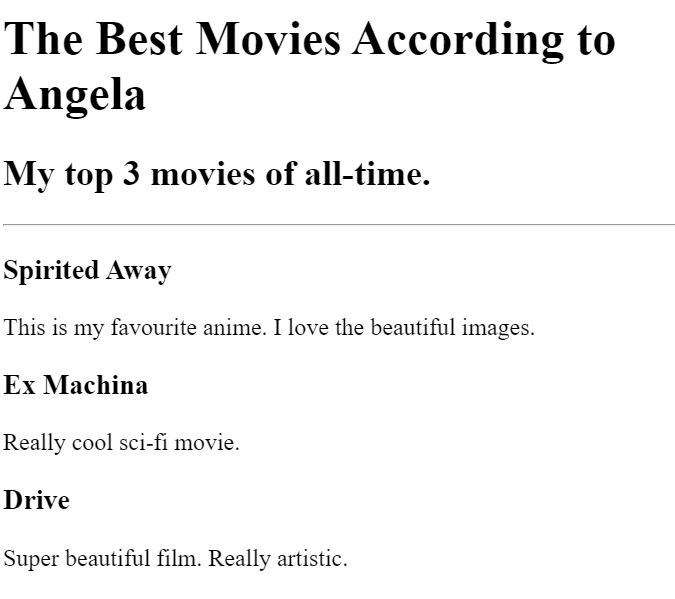 The Best Movies According to
Angela
My top 3 movies of all-time.
Spirited Away
This is my favourite anime. I love the beautiful images.
Ex Machina
Really cool sci-fi movie.
Drive
Super beautiful film. Really artistic.